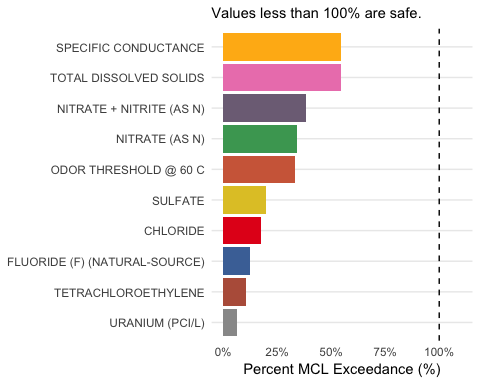 Values less than 100% are safe.
SPECIFIC CONDUCTANCE
TOTAL DISSOLVED SOLIDS
NITRATE + NITRITE (AS N)
NITRATE (AS N)
ODOR THRESHOLD @ 60 C
SULFATE
CHLORIDE
FLUORIDE (F) (NATURAL-SOURCE)
TETRACHLOROETHYLENE
URANIUM (PCI/L)
0% 25% 50% 75% 100%
Percent MCL Exceedance (%)